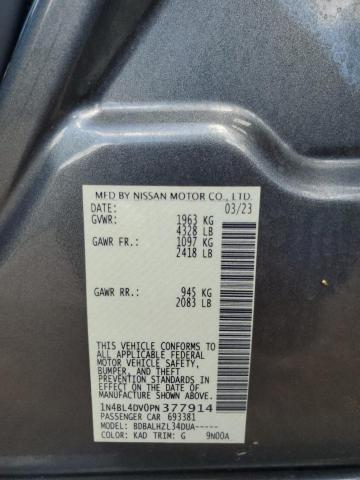 MFD BY NISSAN MOTOR CO., LTD.
DATE: 03/23
GVWR: 1963 KG
4328 LB
GAWR FR.: 1097 KG
2418 LB
GAWR RR.: 945 KG
2083 LB
THIS VEHICLE CONFORMS TO ALL
APPLICABLE FEDERAL MOTOR
MOTOR VEHICLE SAFETY,
BUMPER, AND THEFT
PREVENTION STANDARDS IN
EFFECT ON THE DATE OF
MANUFACTURE SHOWN ABOVE.
1N4BL4DV0PN377914
PASSENGER CAR 693381
MODEL: BDBALHZL34DUA-----
COLOR: KAD TRIM: G 9N00A